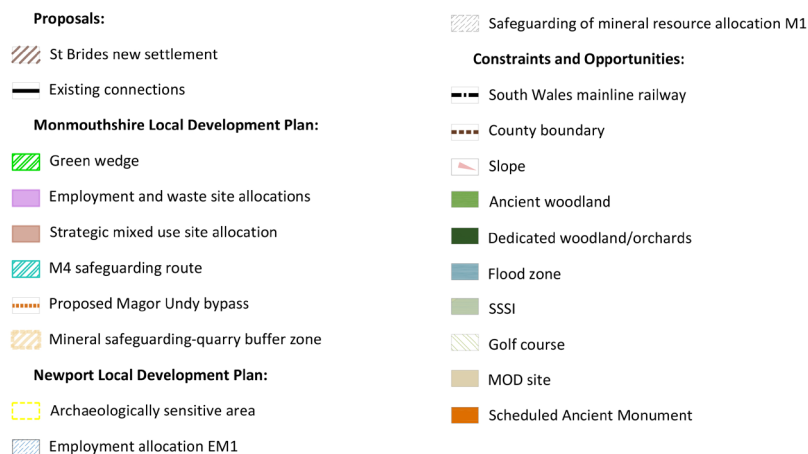 Proposals:
St Brides new settlement
Existing connections
Monmouthshire Local Development Plan:
Green wedge
Employment and waste site allocations
Strategic mixed use site allocation
M4 safeguarding route
Proposed Magor Undy bypass
Mineral safeguarding-quarry buffer zone
Newport Local Development Plan:
Archaeologically sensitive area
Employment allocation EM1
Safeguarding of mineral resource allocation M1
Constraints and Opportunities:
South Wales mainline railway
County boundary
Slope
Ancient woodland
Dedicated woodland/orchards
Flood zone
SSSI
Golf course
MOD site
Scheduled Ancient Monument